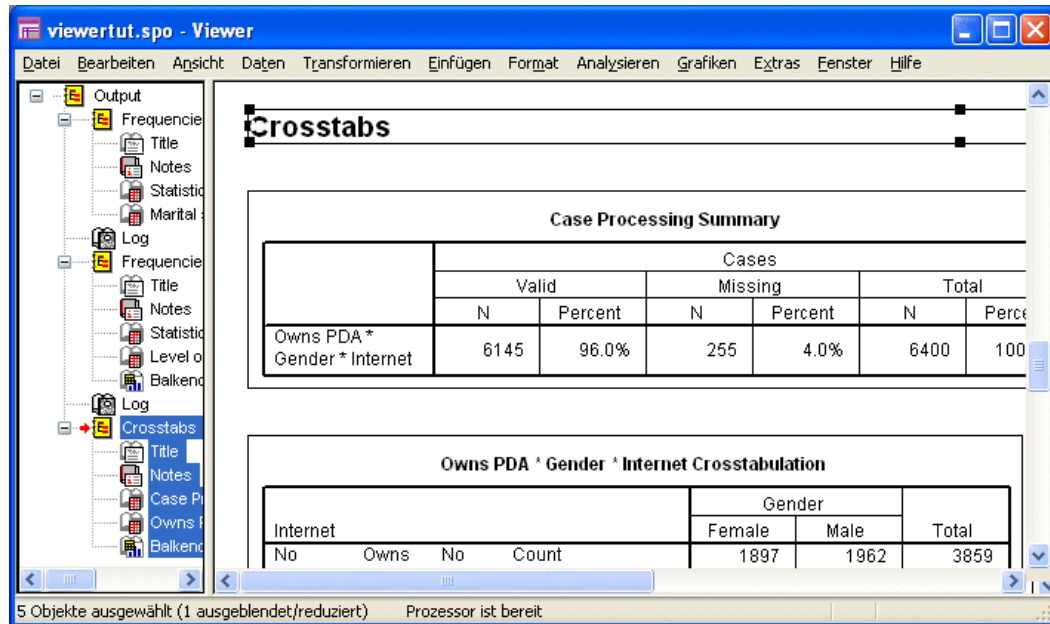 viewertut.spo - Viewer
Datei Bearbeiten Ansicht Daten Transformieren Einfügen Format Analysieren Grafiken Extras Fenster Hilfe
Output
Frequencie
Title
Notes
Statistic
Marital
Log
Frequencie
Title
Notes
Statistic
Level o
Balkend
Log
Crosstabs
Title
Notes
Case Pr
Owns P
Balkend
Crosstabs
Case Processing Summary
Cases
Valid Missing Total
N Percent N Percent N Perce
Owns PDA *
Gender * Internet 6145 96.0% 255 4.0% 6400 100
Owns PDA * Gender * Internet Crosstabulation
Gender
Internet Female Male Total
No Owns No Count 1897 1962 3859
5 Objekte ausgewählt (1 ausgeblendet/reduziert) Prozessor ist bereit